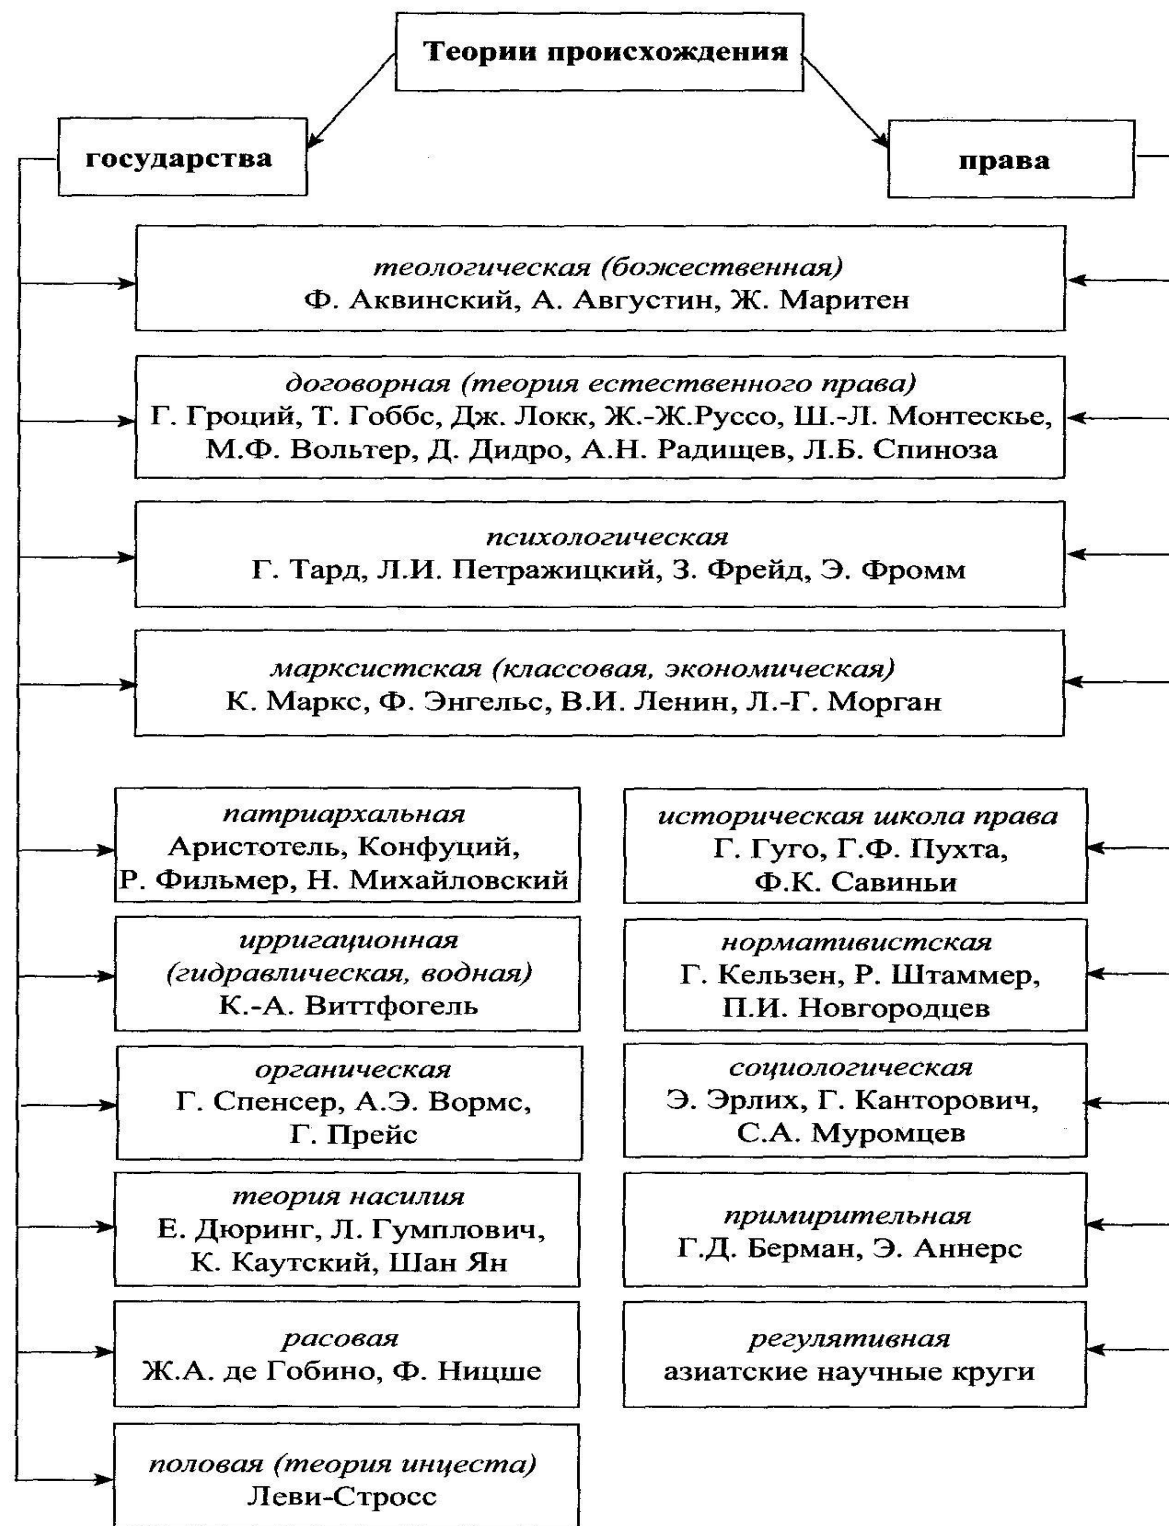 Теории происхождения
государства
права
теологическая (божественная)
Ф. Аквинский, А. Августин, Ж. Маритен
договорная (теория естественного права)
Г. Гроций, Т. Гоббс, Дж. Локк, Ж.-Ж.Руссо, Ш.-Л. Монтескье,
М.Ф. Вольтер, Д. Дидро, А.Н. Радищев, Л.Б. Спиноза
психологическая
Г. Тард, Л.И. Петражицкий, З. Фрейд, Э. Фромм
марксистская (классовая, экономическая)
К. Маркс, Ф. Энгельс, В.И. Ленин, Л.-Г. Морган
патриархальная
Аристотель, Конфуций,
Р. Фильмер, Н. Михайловский
ирригационная
(гидравлическая, водная)
К.-А. Виттфогель
органическая
Г. Спенсер, А.Э. Вормс,
Г. Прейс
теория насилия
Е. Дюринг, Л. Гумплович,
К. Каутский, Шан Ян
расовая
Ж.А. де Гобино, Ф. Ницше
половая (теория инцеста)
Леви-Стросс
историческая школа права
Г. Гуго, Г.Ф. Пухта,
Ф.К. Савиньи
нормативистская
Г. Кельзен, Р. Штаммер,
П.И. Новгородцев
социологическая
Э. Эрлих, Г. Канторович,
С.А. Муромцев
примирительная
Г.Д. Берман, Э. Аннерс
регулятивная
азиатские научные круги